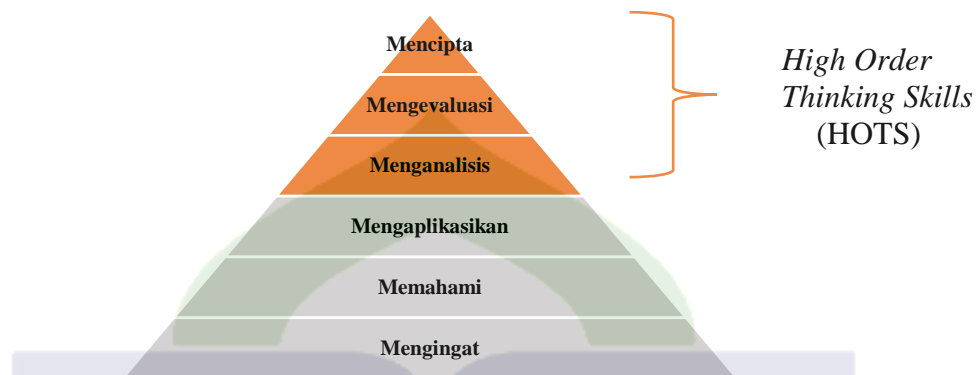 Mencipta
High Order
Thinking Skills
(HOTS)
Mengevaluasi
Menganalisis
Mengaplikasikan
Memahami
Mengingat